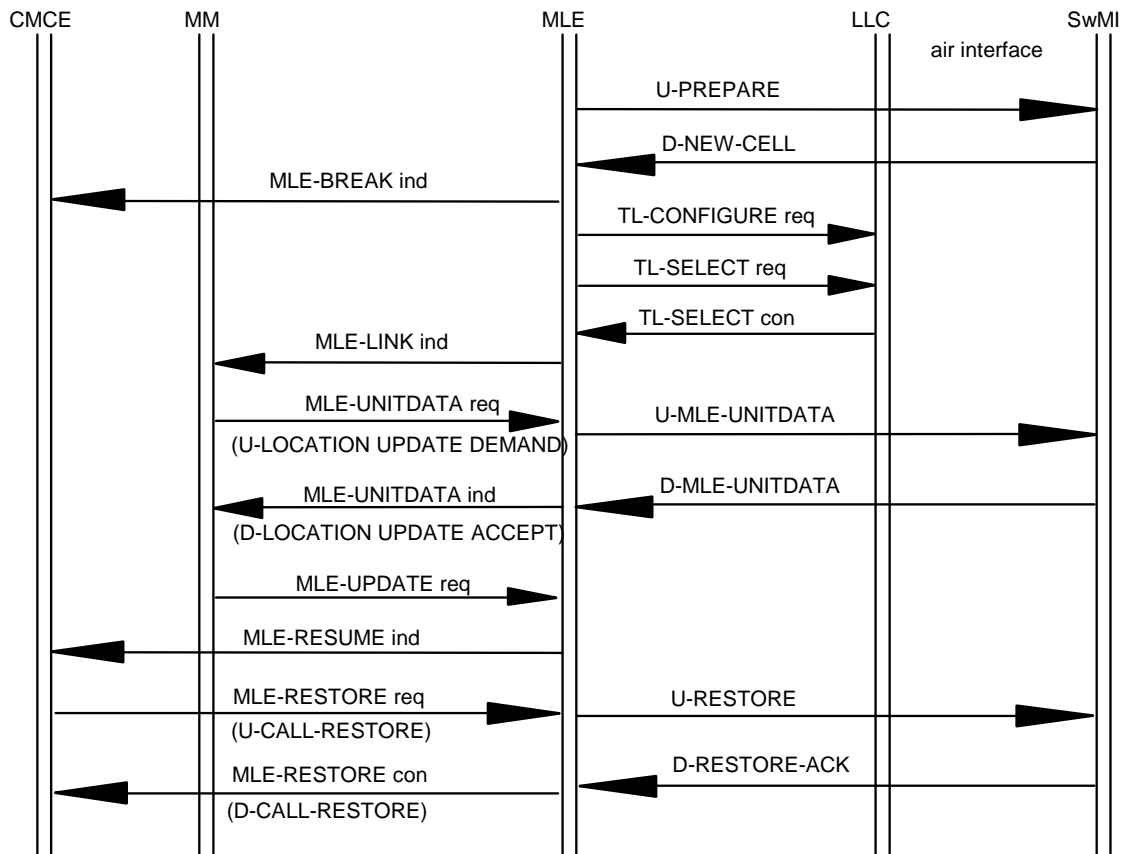 CMCE MM MLE LLC SwMI
air interface
U-PREPARE
D-NEW-CELL
MLE-BREAK ind
TL-CONFIGURE req
TL-SELECT req
TL-SELECT con
MLE-LINK ind
MLE-UNITDATA req
U-MLE-UNITDATA
(U-LOCATION UPDATE DEMAND)
MLE-UNITDATA ind
D-MLE-UNITDATA
(D-LOCATION UPDATE ACCEPT)
MLE-UPDATE req
MLE-RESUME ind
MLE-RESTORE req
U-RESTORE
(U-CALL-RESTORE)
MLE-RESTORE con
D-RESTORE-ACK
(D-CALL-RESTORE)